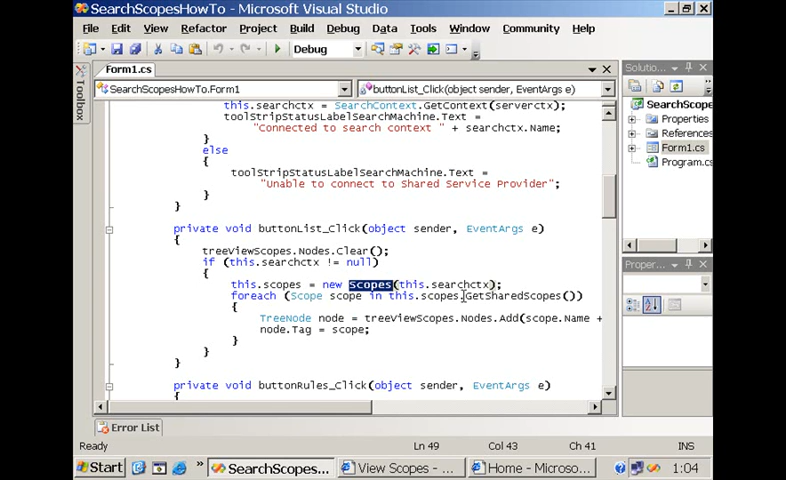 SearchScopesHowTo - Microsoft Visual Studio
File Edit View Refactor Project Build Debug Data Tools Window Community Help
Debug
Form1.cs
Solutio...
Toolbox
SearchScopesHowTo.Form1
buttonList_Click(object sender, EventArgs e)
this.searchctx = SearchContext.GetContext(serverctx);
toolStripStatusLabelSearchMachine.Text =
"Connected to search context " + searchctx.Name;
}
else
{
toolStripStatusLabelSearchMachine.Text =
"Unable to connect to Shared Service Provider";
}
}
private void buttonList_Click(object sender, EventArgs e)
{
treeViewScopes.Nodes.Clear();
if (this.searchctx != null)
{
this.scopes = new Scopes(this.searchctx);
foreach (Scope scope in this.scopes.GetSharedScopes())
{
TreeNode node = treeViewScopes.Nodes.Add(scope.Name +
node.Tag = scope;
}
}
}
private void buttonRules_Click(object sender, EventArgs e)
{
SearchScope
Properties
References
Form1.cs
Program.cs
Propert...
Error List
Ready
Ln 49
Col 43
Ch 41
INS
Start
SearchScopes...
View Scopes - ...
Home - Microso...
1:04